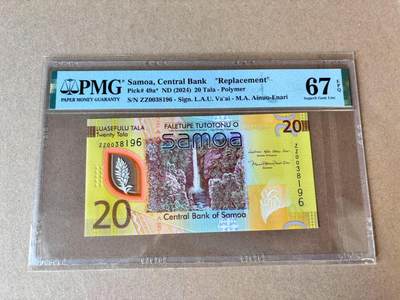 PMG
PAPER MONEY GUARANTY
Samoa, Central Bank "Replacement"
Pick# 49a* ND (2024) 20 Tala - Polymer
S/N ZZ0038196 - Sign. L.A.U. Va'ai - M.A. Ainuu-Enari
67 EPQ
Superb Gem Unc
LUASEFULU TALA
Twenty Tala
ZZ0038196
FALETUPE TUTOTONU O
samoa
20
ZZ0038196
20
Central Bank of Samoa